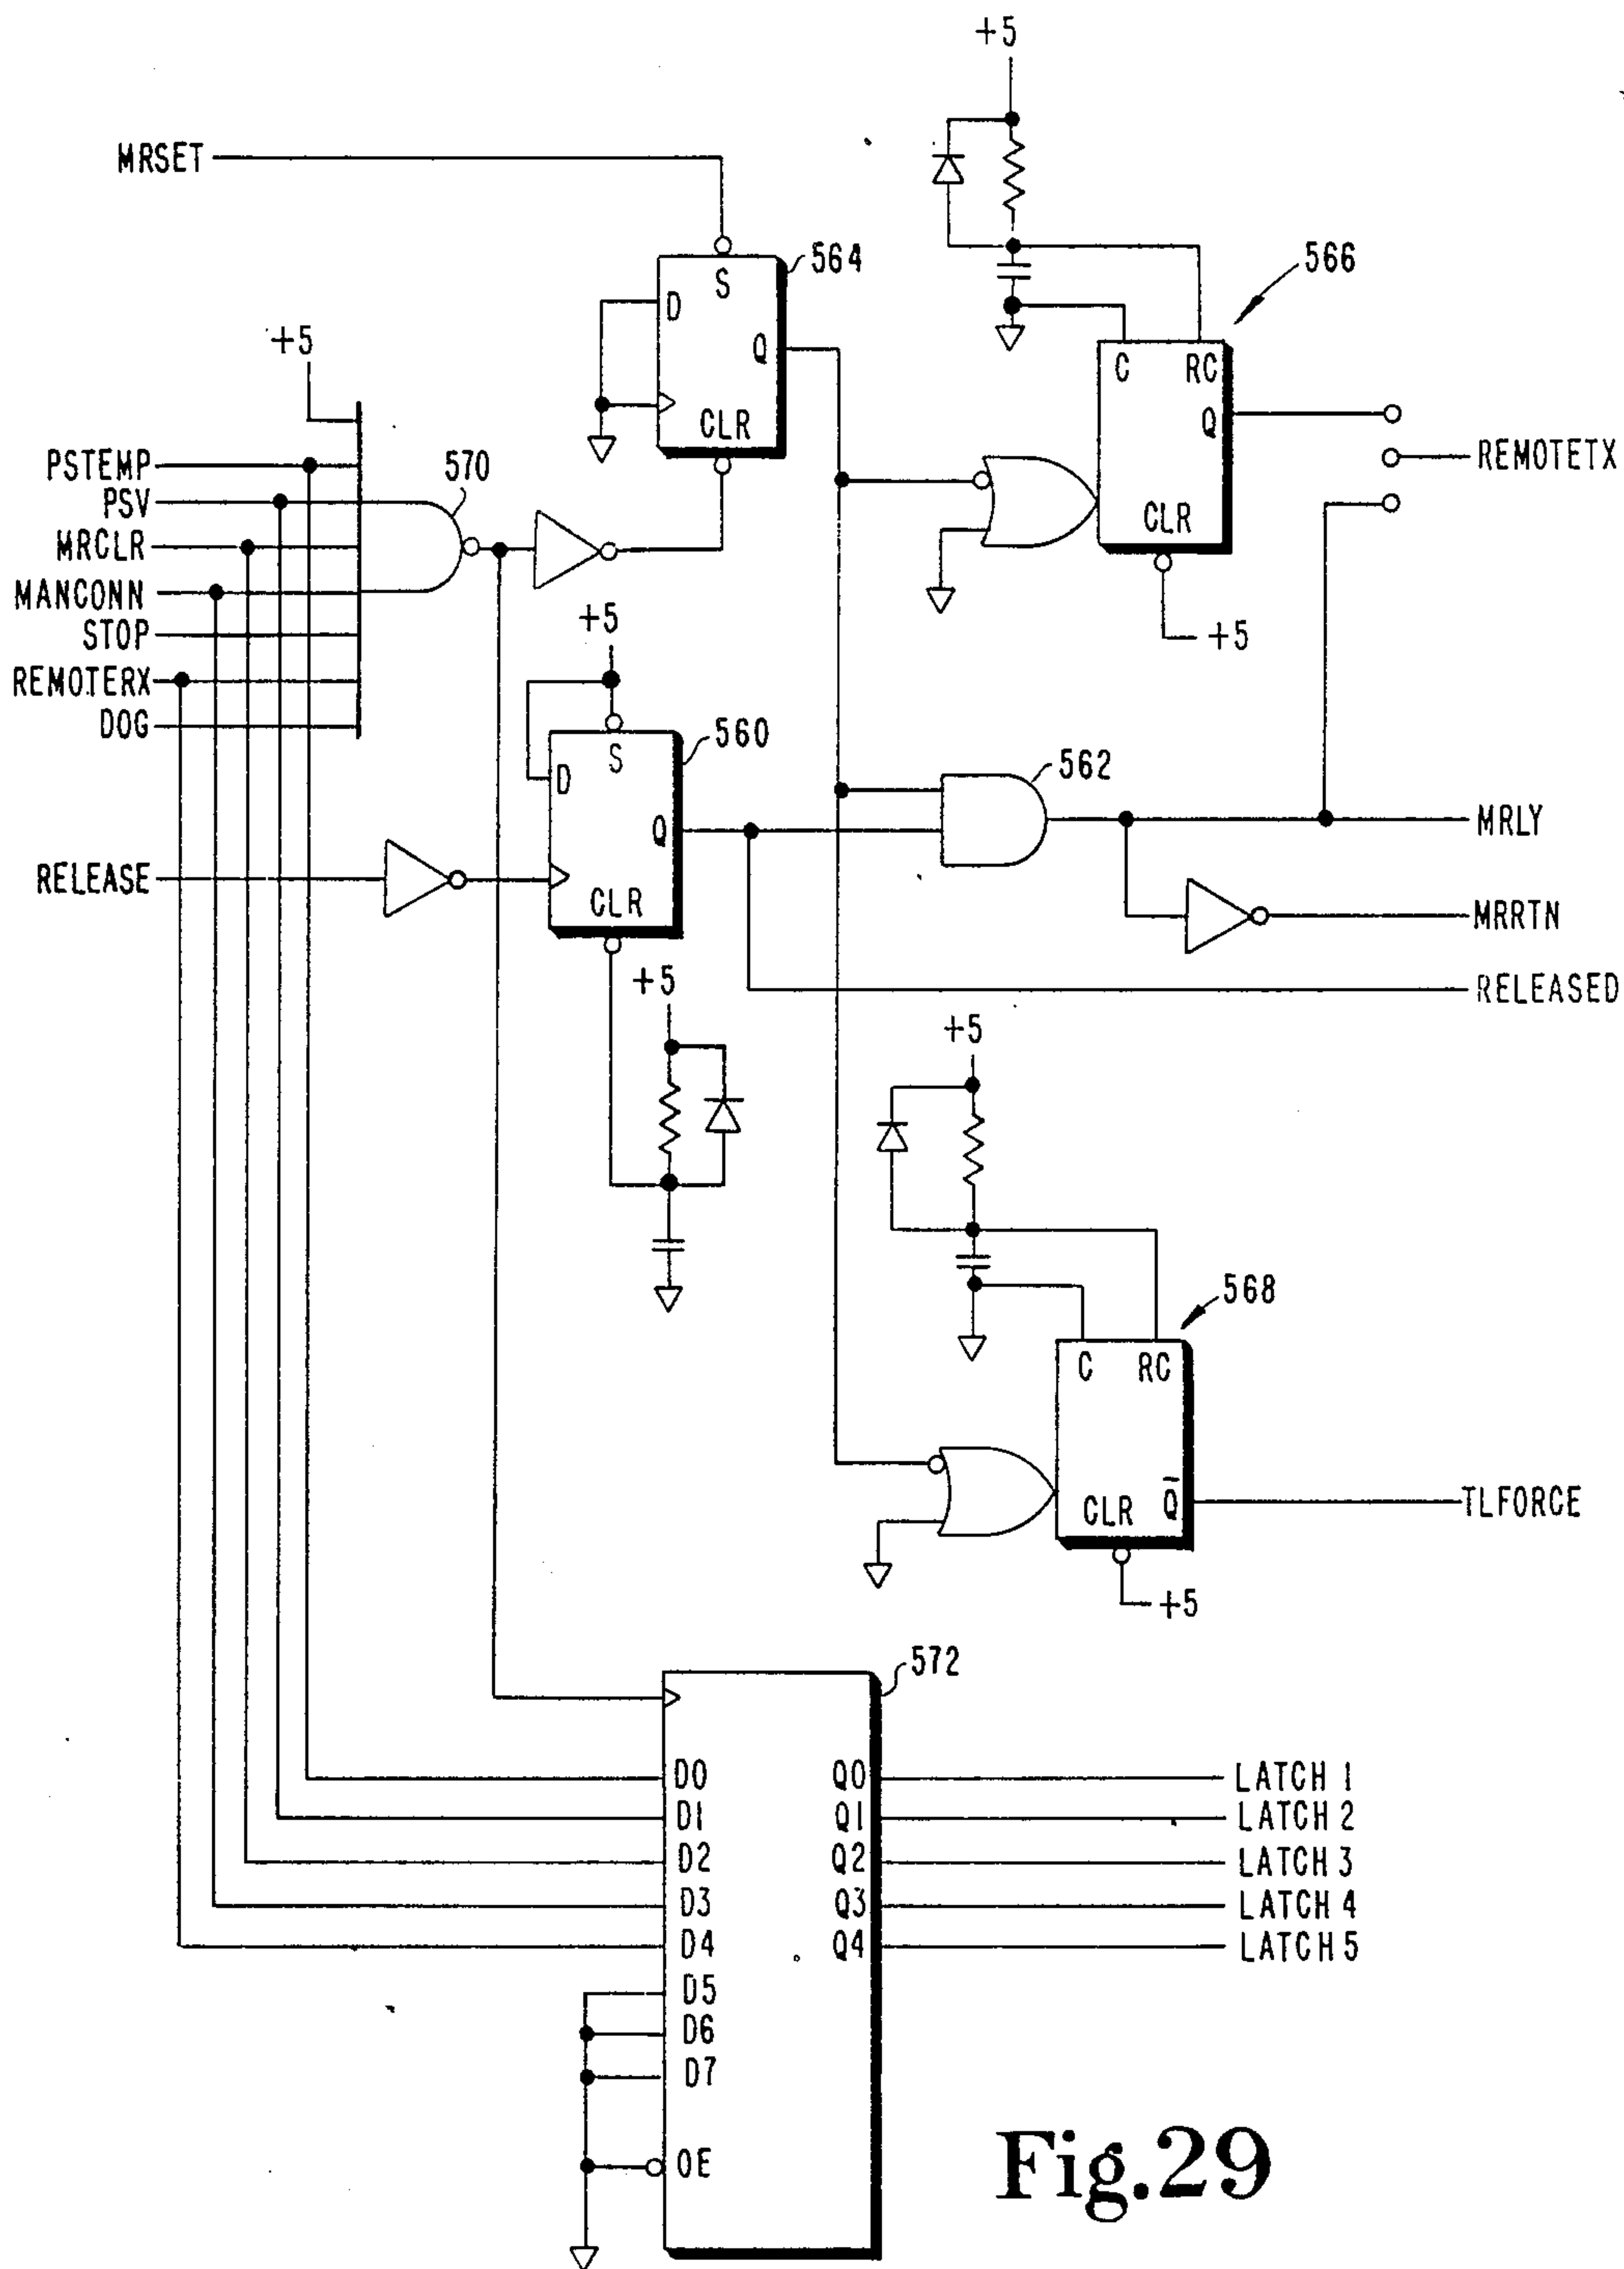 +5
MRSET
564
S
D
Q
CLR
566
C RC
Q
CLR
+5
REMOTETX
+5
PSTEMP
PSV
MRCLR
MANCONN
STOP
REMOTERX
DOG
570
+5
560
S
D
Q
CLR
RELEASE
+5
562
MRLY
MRRTN
RELEASED
+5
568
C RC
CLR Q̅
+5
TLFORCE
572
D0 Q0 LATCH 1
D1 Q1 LATCH 2
D2 Q2 LATCH 3
D3 Q3 LATCH 4
D4 Q4 LATCH 5
D5
D6
D7
OE
Fig.29